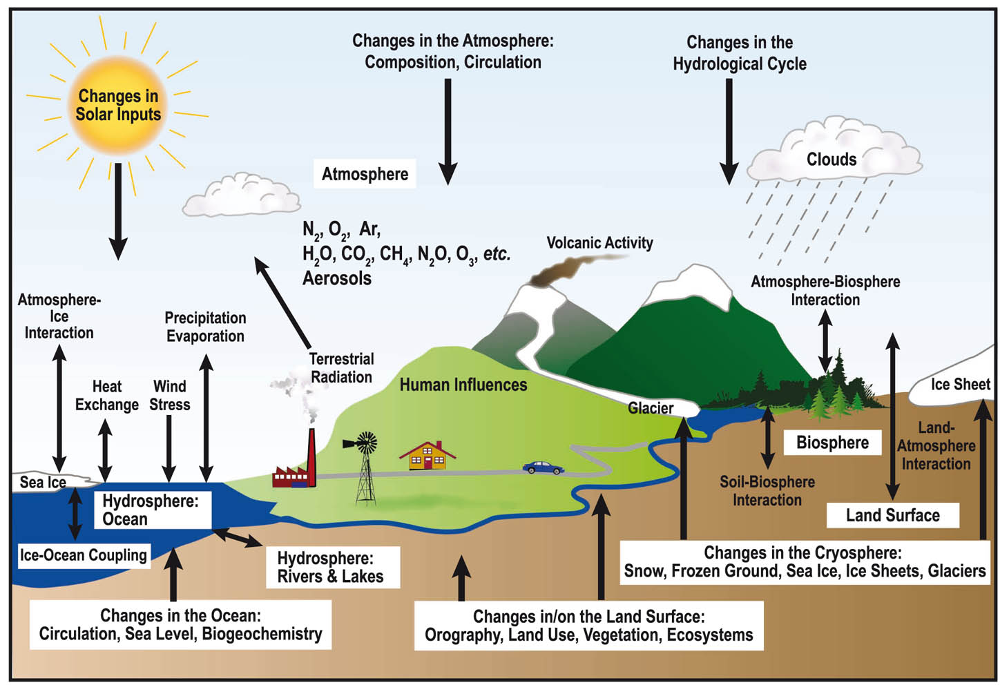 Changes in the Atmosphere:
Composition, Circulation
Changes in the
Hydrological Cycle
Changes in
Solar Inputs
Clouds
Atmosphere
N₂, O₂, Ar,
H₂O, CO₂, CH₄, N₂O, O₃, etc.
Aerosols
Volcanic Activity
Atmosphere-Biosphere
Interaction
Atmosphere-
Ice
Interaction
Precipitation
Evaporation
Terrestrial
Radiation
Heat
Exchange
Wind
Stress
Human Influences
Ice Sheet
Glacier
Land-
Atmosphere
Interaction
Biosphere
Soil-Biosphere
Interaction
Sea Ice
Hydrosphere:
Ocean
Land Surface
Ice-Ocean Coupling
Hydrosphere:
Rivers & Lakes
Changes in the Cryosphere:
Snow, Frozen Ground, Sea Ice, Ice Sheets, Glaciers
Changes in the Ocean:
Circulation, Sea Level, Biogeochemistry
Changes in/on the Land Surface:
Orography, Land Use, Vegetation, Ecosystems